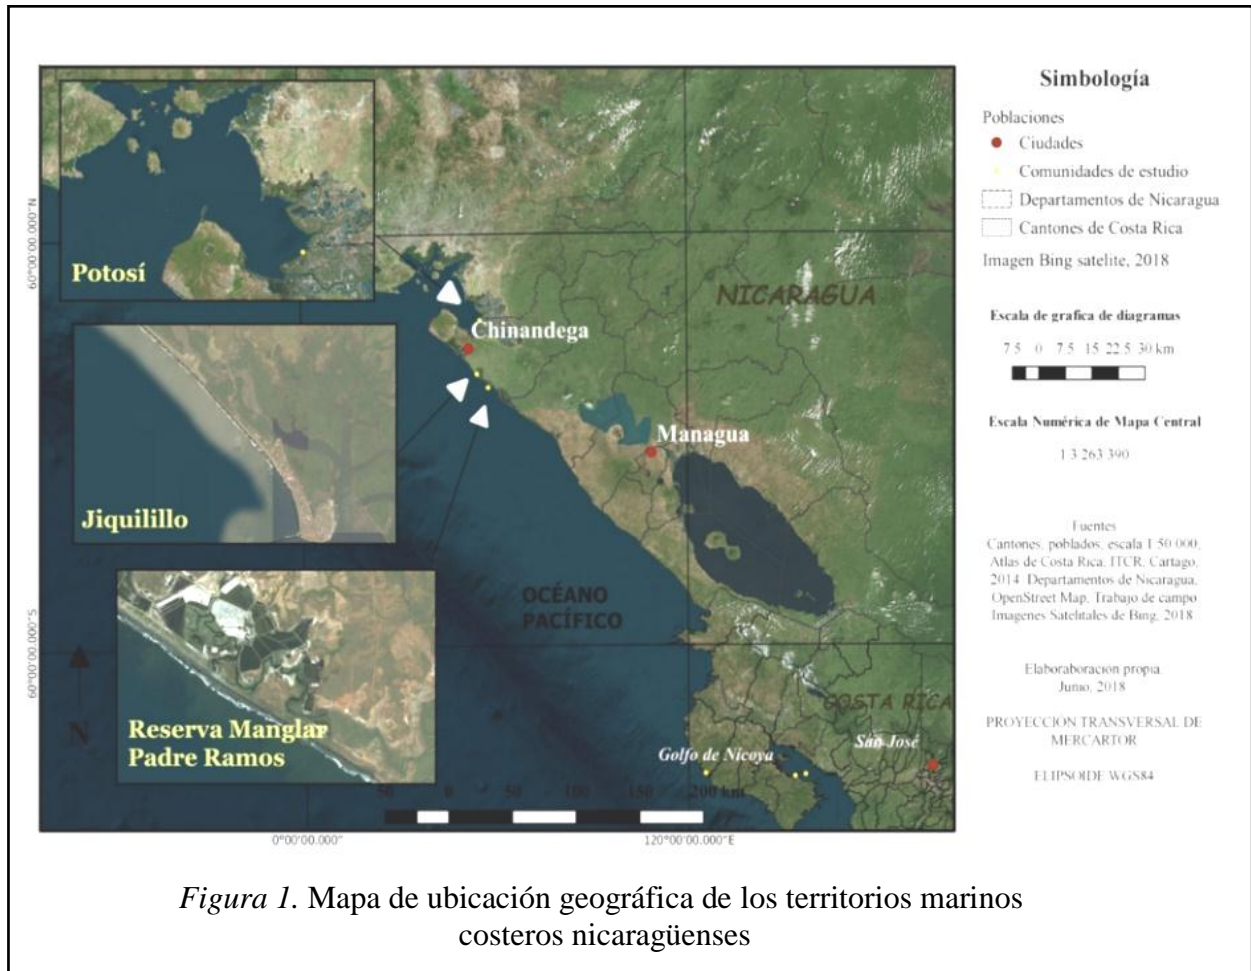 Potosí
Jiquilillo
Reserva Manglar
Padre Ramos
NICARAGUA
Chinandega
Managua
OCÉANO
PACÍFICO
COSTA RICA
San José
Golfo de Nicoya
N
50 0 50 100 150 200 km
60°00'00.000"N
60°00'00.000"S
0°00'00.000"
120°00'00.000"E
Simbología
Poblaciones
Ciudades
Comunidades de estudio
Departamentos de Nicaragua
Cantones de Costa Rica
Imagen Bing satelite, 2018
Escala de grafica de diagramas
7.5 0 7.5 15 22.5 30 km
Escala Numérica de Mapa Central
1 3 263 390
Fuentes
Cantones, poblados, escala 1 50 000,
Atlas de Costa Rica, ITCR, Cartago,
2014 Departamentos de Nicaragua,
OpenStreet Map, Trabajo de campo
Imagenes Satelitales de Bing, 2018
Elaboraboración propia
Junio, 2018
PROYECCIÓN TRANSVERSAL DE
MERCARTOR
ELIPSOIDE WGS84
Figura 1. Mapa de ubicación geográfica de los territorios marinos
costeros nicaragüenses